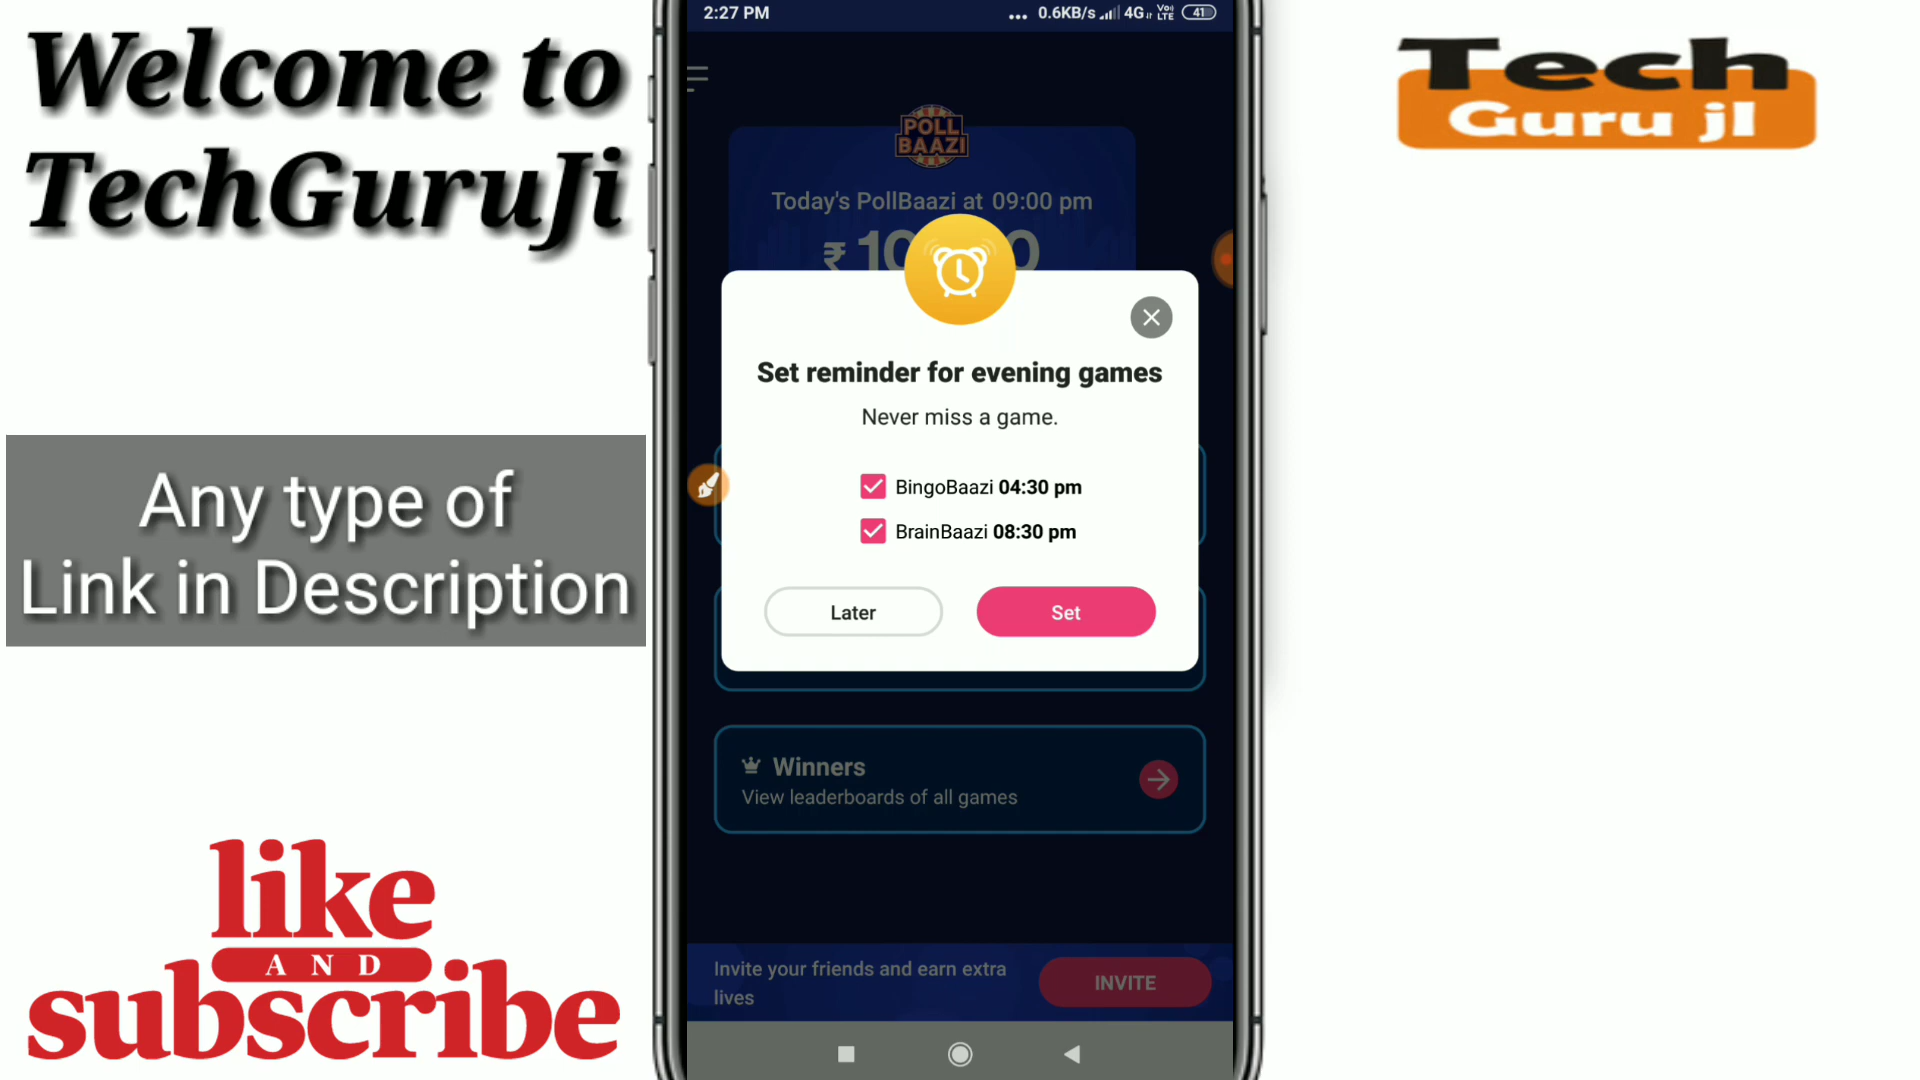 Welcome to
TechGuruJi
Any type of
Link in Description
like
AND
subscribe
2:27 PM
... 0.6KB/s 4G Vo) LTE 41
POLL
BAAZI
Today's PollBaazi at 09:00 pm
Set reminder for evening games
Never miss a game.
BingoBaazi 04:30 pm
BrainBaazi 08:30 pm
Later
Set
Winners
View leaderboards of all games
Invite your friends and earn extra
lives
INVITE
Tech
Guru jI